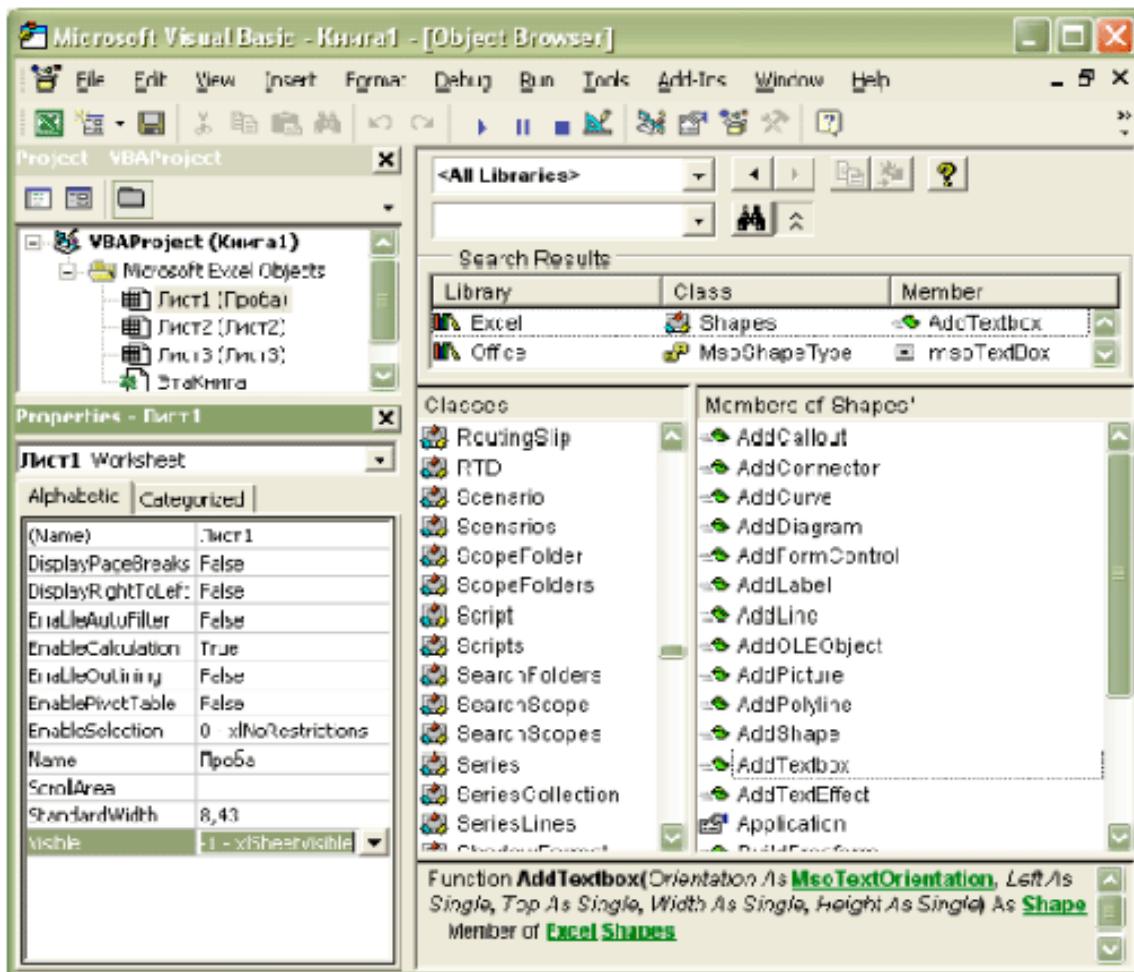 Microsoft Visual Basic - Книга1 - [Object Browser]
File Edit View Insert Format Debug Run Tools Add-Ins Window Help
Project - VBAProject
VBAProject (Книга1)
Microsoft Excel Objects
Лист1 (Проба)
Лист2 (Лист2)
Лист3 (Лист3)
ЭтаКнига
Properties - Лист1
Лист1 Worksheet
Alphabetic Categorized
(Name) Лист1
DisplayPageBreaks False
DisplayRightToLeft False
EnableAutoFilter False
EnableCalculation True
EnableOutlining False
EnablePivotTable False
EnableSelection 0 - xlNoRestrictions
Name Проба
ScrollArea
StandardWidth 8,43
Visible -1 - xlSheetVisible
<All Libraries>
Search Results
Library Class Member
Excel Shapes AddTextbox
Office MsoShapeType msoTextBox
Classes
RoutingSlip
RTD
Scenario
Scenarios
ScopeFolder
ScopeFolders
Script
Scripts
SearchFolders
SearchScope
SearchScopes
Series
SeriesCollection
SeriesLines
Members of 'Shapes'
AddCallout
AddConnector
AddCurve
AddDiagram
AddFormControl
AddLabel
AddLine
AddOLEObject
AddPicture
AddPolyline
AddShape
AddTextbox
AddTextEffect
Application
Function AddTextbox(Orientation As MsoTextOrientation, Left As
Single, Top As Single, Width As Single, Height As Single) As Shape
Member of Excel.Shapes